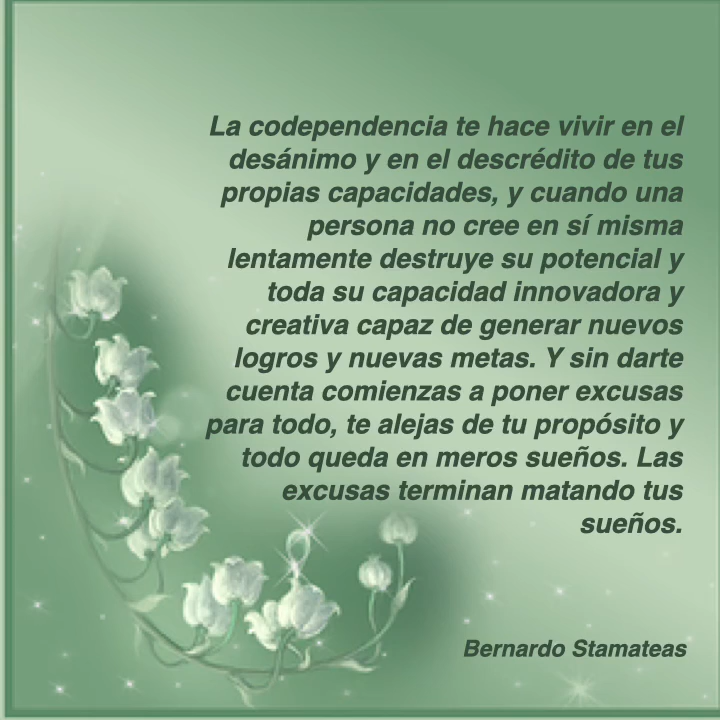 La codependencia te hace vivir en el
desánimo y en el descrédito de tus
propias capacidades, y cuando una
persona no cree en sí misma
lentamente destruye su potencial y
toda su capacidad innovadora y
creativa capaz de generar nuevos
logros y nuevas metas. Y sin darte
cuenta comienzas a poner excusas
para todo, te alejas de tu propósito y
todo queda en meros sueños. Las
excusas terminan matando tus
sueños.
Bernardo Stamateas